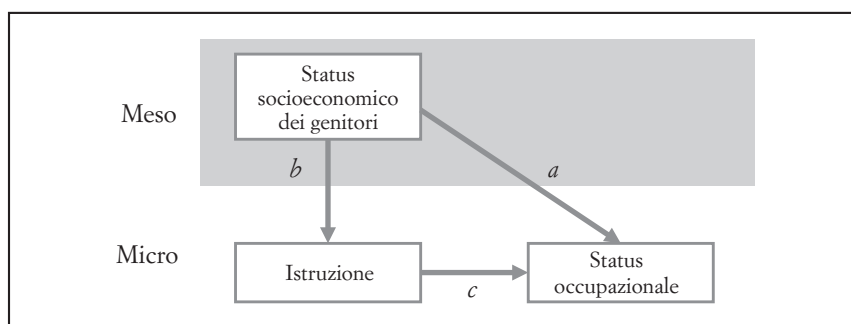 Status
socioeconomico
dei genitori
Meso
b
a
Micro
Istruzione
c
Status
occupazionale